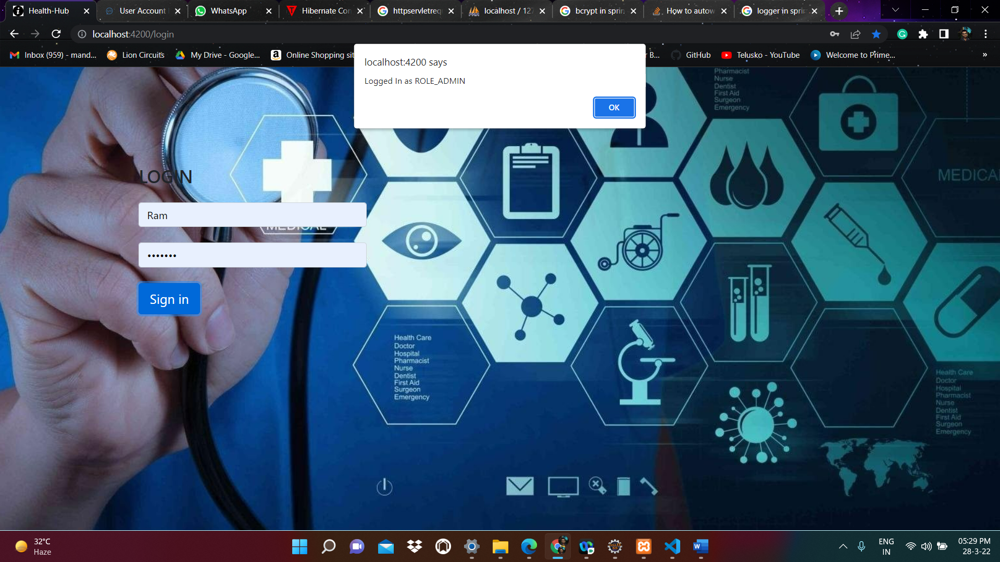 Health-Hub
User Account
WhatsApp
Hibernate Con
httpservletreq
localhost / 127
bcrypt in sprin
How to autow
logger in sprin
localhost:4200/login
Inbox (959) - mand...
Lion Circuits
My Drive - Google...
Online Shopping sit
r B...
GitHub
Telusko - YouTube
Welcome to Prime...
»
localhost:4200 says
Logged In as ROLE_ADMIN
OK
Pharmacist
Nurse
Dentist
First Aid
Surgeon
Emergency
MEDICAL
LOGIN
Ram
•••••••
MEDICAL
Sign in
Health Care
Doctor
Hospital
Pharmacist
Nurse
Dentist
First Aid
Surgeon
Emergency
Health Care
Doctor
Hospital
Pharmacist
Nurse
Dentist
First Aid
Surgeon
Emergency
32°C
Haze
ENG
IN
05:29 PM
28-3-22